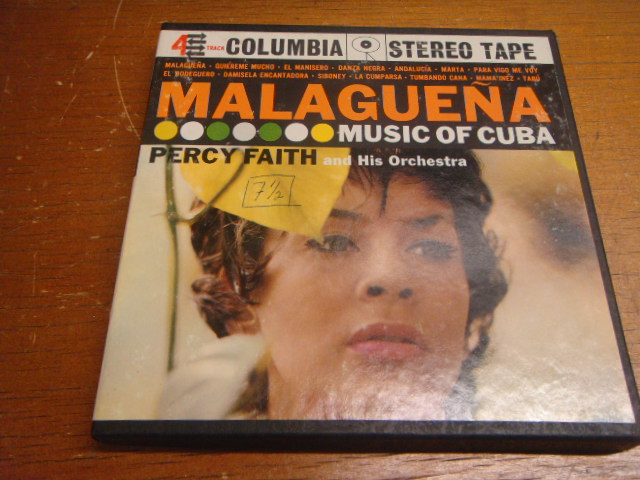 4 TRACK COLUMBIA STEREO TAPE
MALAGUEÑA · QUIÉREME MUCHO · EL MANISERO · DANZA NEGRA · ANDALUCÍA · MARTA · PARA VIGO ME VOY
EL BODEGUERO · DAMISELA ENCANTADORA · SIBONEY · LA CUMPARSA · TUMBANDO CAÑA · MAMA INEZ · TABÚ
MALAGUEÑA
MUSIC OF CUBA
PERCY FAITH and His Orchestra
7½